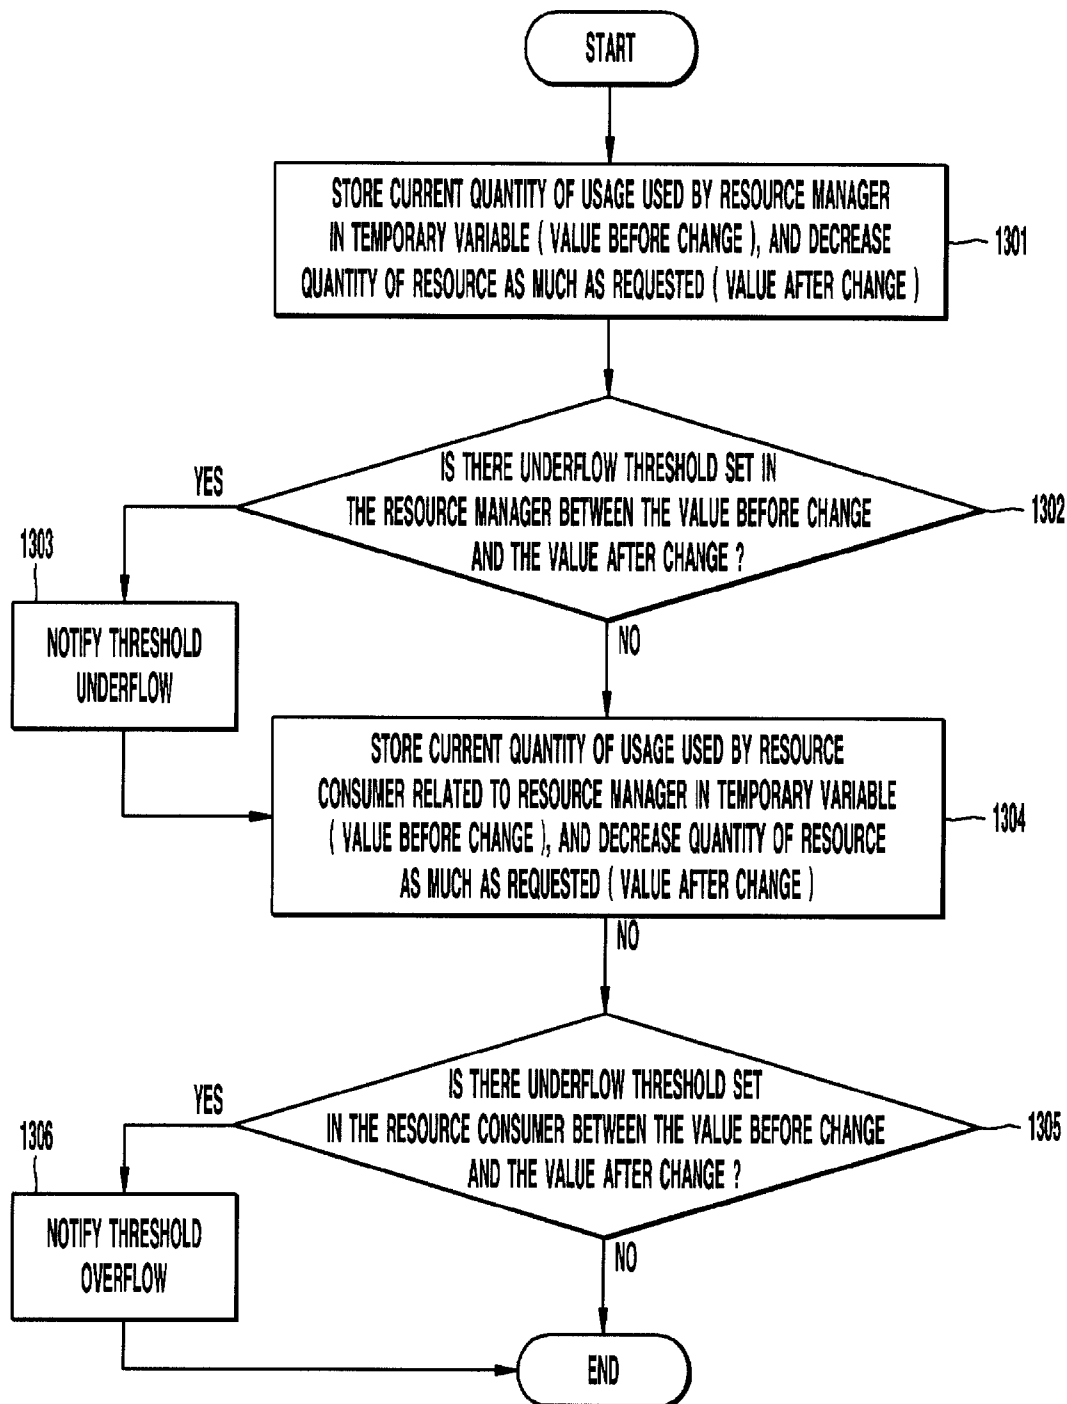 START
STORE CURRENT QUANTITY OF USAGE USED BY RESOURCE MANAGER
IN TEMPORARY VARIABLE ( VALUE BEFORE CHANGE ), AND DECREASE
QUANTITY OF RESOURCE AS MUCH AS REQUESTED ( VALUE AFTER CHANGE )
1301
IS THERE UNDERFLOW THRESHOLD SET IN
THE RESOURCE MANAGER BETWEEN THE VALUE BEFORE CHANGE
AND THE VALUE AFTER CHANGE ?
1302
YES
1303
NOTIFY THRESHOLD
UNDERFLOW
NO
STORE CURRENT QUANTITY OF USAGE USED BY RESOURCE
CONSUMER RELATED TO RESOURCE MANAGER IN TEMPORARY VARIABLE
( VALUE BEFORE CHANGE ), AND DECREASE QUANTITY OF RESOURCE
AS MUCH AS REQUESTED ( VALUE AFTER CHANGE )
1304
NO
IS THERE UNDERFLOW THRESHOLD SET
IN THE RESOURCE CONSUMER BETWEEN THE VALUE BEFORE CHANGE
AND THE VALUE AFTER CHANGE ?
1305
YES
1306
NOTIFY THRESHOLD
OVERFLOW
NO
END